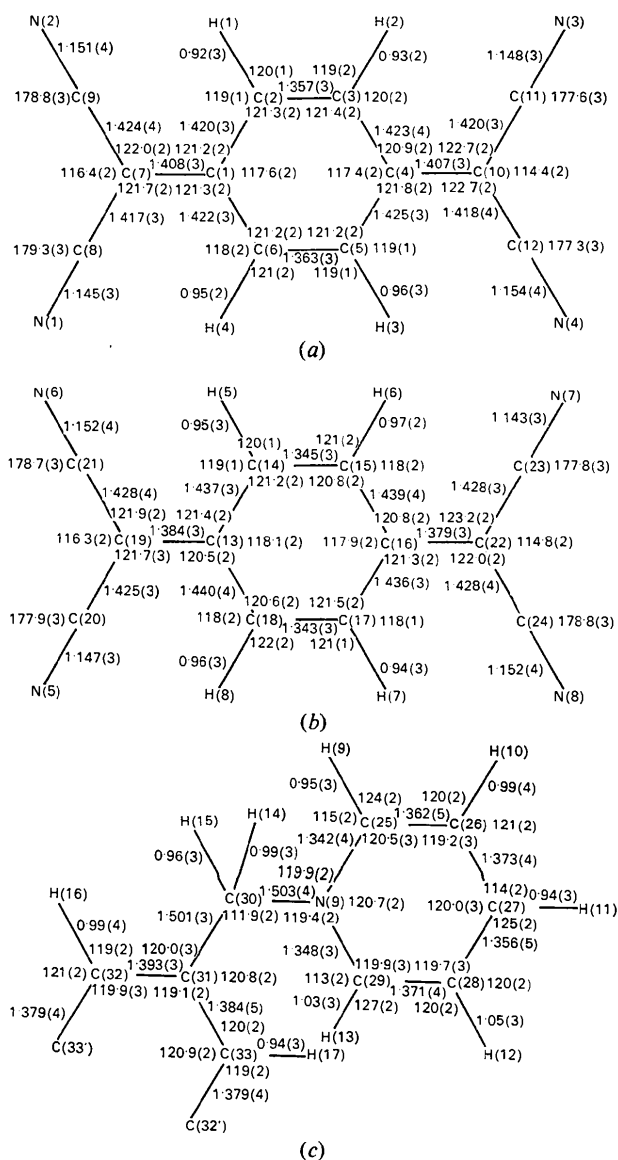 N(2) H(1) H(2) N(3)
1·151(4) 0·92(3) 0·93(2) 1·148(3)
120(1) 1·357(3) 119(2)
178·8(3) C(9) 119(1) C(2) C(3) 120(2) C(11) 177·6(3)
121·3(2) 121·4(2)
1·424(4) 1·420(3) 1·423(4) 1·420(3)
122·0(2) 121·2(2) 120·9(2) 122·7(2)
116·4(2) C(7) 1·408(3) C(1) 117·6(2) 117·4(2) C(4) 1·407(3) C(10) 114·4(2)
121·7(2) 121·3(2) 121·8(2) 122·7(2)
1·417(3) 1·422(3) 1·425(3) 1·418(4)
121·2(2) 121·2(2)
179·3(3) C(8) 118(2) C(6) 1·363(3) C(5) 119(1) C(12) 177·3(3)
121(2) 119(1)
1·145(3) 0·95(2) 0·96(3) 1·154(4)
N(1) H(4) H(3) N(4)
(a)
N(6) H(5) H(6) N(7)
1·152(4) 0·95(3) 0·97(2) 1·143(3)
120(1) 1·345(3) 121(2)
178·7(3) C(21) 119(1) C(14) C(15) 118(2) C(23) 177·8(3)
121·2(2) 120·8(2)
1·428(4) 1·437(3) 1·439(4) 1·428(3)
121·9(2) 121·4(2) 120·8(2) 123·2(2)
116·3(2) C(19) 1·384(3) C(13) 118·1(2) 117·9(2) C(16) 1·379(3) C(22) 114·8(2)
121·7(3) 120·5(2) 121·3(2) 122·0(2)
1·425(3) 1·440(4) 1·436(3) 1·428(4)
120·6(2) 121·5(2)
177·9(3) C(20) 118(2) C(18) 1·343(3) C(17) 118(1) C(24) 178·8(3)
122(2) 121(1)
1·147(3) 0·96(3) 0·94(3) 1·152(4)
N(5) H(8) H(7) N(8)
(b)
H(9) H(10)
0·95(3) 0·99(4)
H(15) H(14) 124(2) 1·362(5) 120(2)
115(2) C(25) C(26) 121(2)
0·96(3) 0·99(3) 1·342(4) 120·5(3) 119·2(3)
119·9(2) 1·373(4)
H(16) C(30) 1·503(4) N(9) 120·7(2) 114(2) 0·94(3)
111·9(2) 119·4(2) 120·0(3) C(27) H(11)
0·99(4) 1·501(3) 125(2)
119(2) 120·0(3) 1·348(3) 1·356(5)
121(2) C(32) 1·393(3) C(31) 120·8(2) 119·9(3) 119·7(3)
119·9(3) 119·1(2) 113(2) C(29) 1·371(4) C(28) 120(2)
1·379(4) 1·384(5) 1·03(3) 127(2) 120(2)
120(2) 0·94(3) H(13) 1·05(3)
C(33') 120·9(2) C(33) H(17) H(12)
119(2)
1·379(4)
C(32')
(c)